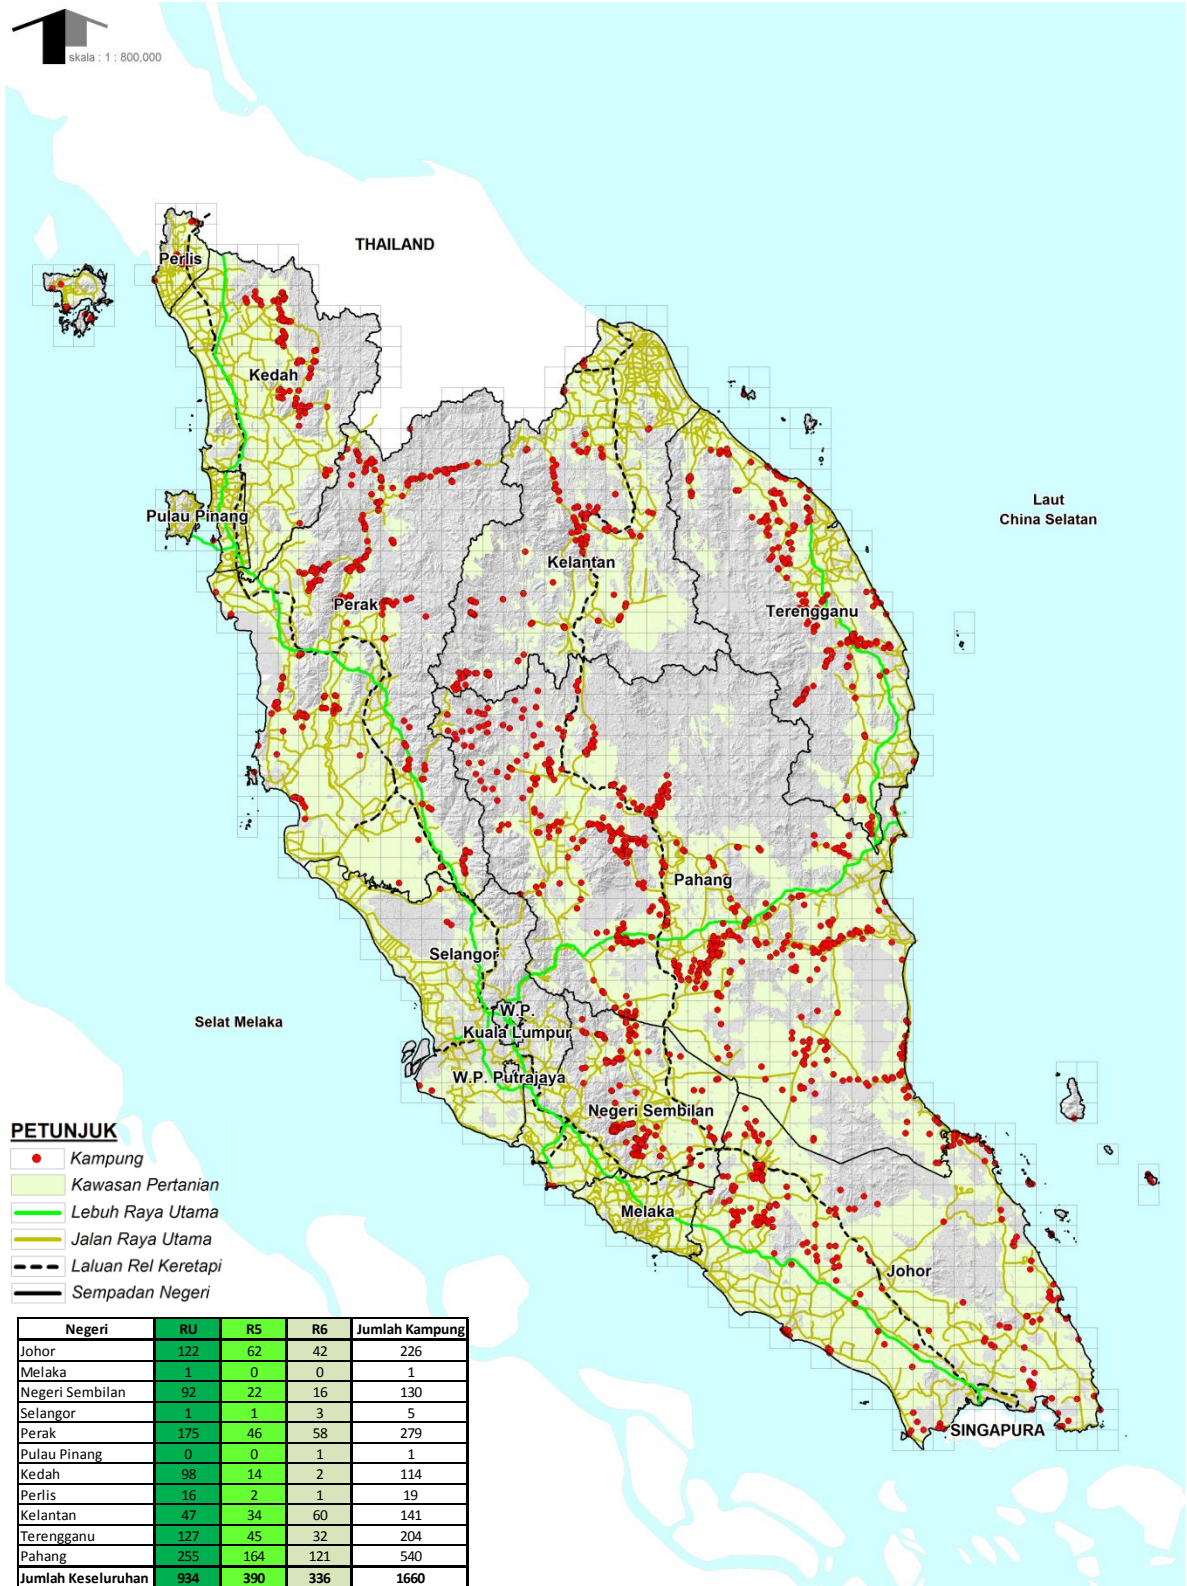 skala : 1 : 800,000
THAILAND
Perlis
Kedah
Pulau Pinang
Laut
China Selatan
Kelantan
Perak
Terengganu
Pahang
Selangor
Selat Melaka
W.P.
Kuala Lumpur
W.P. Putrajaya
Negeri Sembilan
Melaka
Johor
SINGAPURA
PETUNJUK
Kampung
Kawasan Pertanian
Lebuh Raya Utama
Jalan Raya Utama
Laluan Rel Keretapi
Sempadan Negeri
Negeri RU R5 R6 Jumlah Kampung
Johor 122 62 42 226
Melaka 1 0 0 1
Negeri Sembilan 92 22 16 130
Selangor 1 1 3 5
Perak 175 46 58 279
Pulau Pinang 0 0 1 1
Kedah 98 14 2 114
Perlis 16 2 1 19
Kelantan 47 34 60 141
Terengganu 127 45 32 204
Pahang 255 164 121 540
Jumlah Keseluruhan 934 390 336 1660